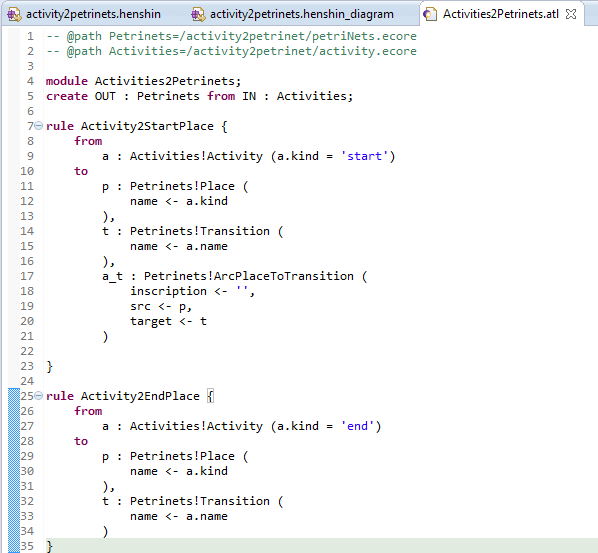 activity2petrinets.henshin activity2petrinets.henshin_diagram Activities2Petrinets.atl
1 -- @path Petrinets=/activity2petrinet/petriNets.ecore
2 -- @path Activities=/activity2petrinet/activity.ecore
3
4 module Activities2Petrinets;
5 create OUT : Petrinets from IN : Activities;
6
7 rule Activity2StartPlace {
8     from
9         a : Activities!Activity (a.kind = 'start')
10     to
11         p : Petrinets!Place (
12             name <- a.kind
13         ),
14         t : Petrinets!Transition (
15             name <- a.name
16         ),
17         a_t : Petrinets!ArcPlaceToTransition (
18             inscription <- '',
19             src <- p,
20             target <- t
21         )
22
23 }
24
25 rule Activity2EndPlace {
26     from
27         a : Activities!Activity (a.kind = 'end')
28     to
29         p : Petrinets!Place (
30             name <- a.kind
31         ),
32         t : Petrinets!Transition (
33             name <- a.name
34         )
35 }